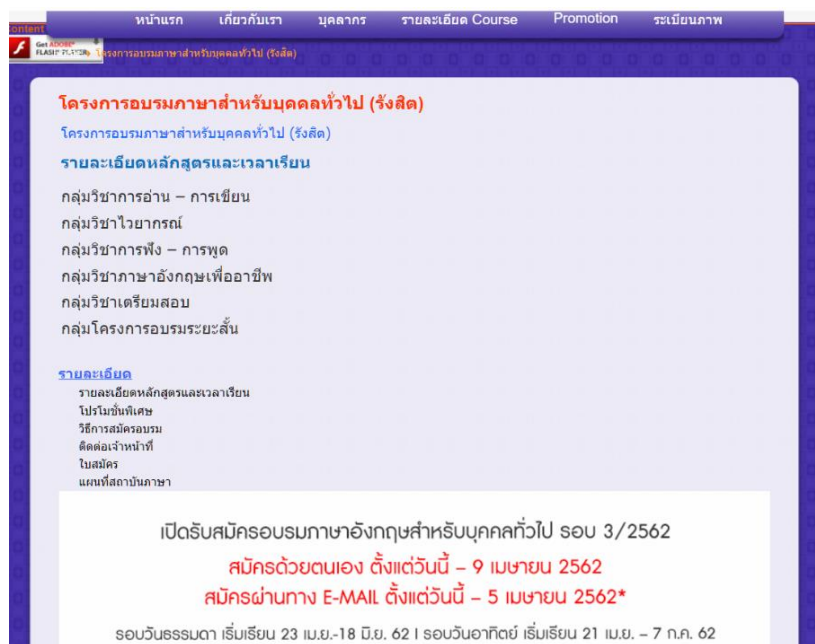 หน้าแรก เกี่ยวกับเรา บุคลากร รายละเอียด Course Promotion ระเบียนภาพ
Content
Get ADOBE®
FLASH® PLAYER
โครงการอบรมภาษาสำหรับบุคคลทั่วไป (รังสิต)
โครงการอบรมภาษาสำหรับบุคคลทั่วไป (รังสิต)
โครงการอบรมภาษาสำหรับบุคคลทั่วไป (รังสิต)
รายละเอียดหลักสูตรและเวลาเรียน
กลุ่มวิชาการอ่าน – การเขียน
กลุ่มวิชาไวยากรณ์
กลุ่มวิชาการฟัง – การพูด
กลุ่มวิชาภาษาอังกฤษเพื่ออาชีพ
กลุ่มวิชาเตรียมสอบ
กลุ่มโครงการอบรมระยะสั้น
รายละเอียด
รายละเอียดหลักสูตรและเวลาเรียน
โปรโมชั่นพิเศษ
วิธีการสมัครอบรม
ติดต่อเจ้าหน้าที่
ใบสมัคร
แผนที่สถาบันภาษา
เปิดรับสมัครอบรมภาษาอังกฤษสำหรับบุคคลทั่วไป รอบ 3/2562
สมัครด้วยตนเอง ตั้งแต่วันนี้ – 9 เมษายน 2562
สมัครผ่านทาง E-MAIL ตั้งแต่วันนี้ – 5 เมษายน 2562*
รอบวันธรรมดา เริ่มเรียน 23 เม.ย.-18 มิ.ย. 62 I รอบวันอาทิตย์ เริ่มเรียน 21 เม.ย. – 7 ก.ค. 62